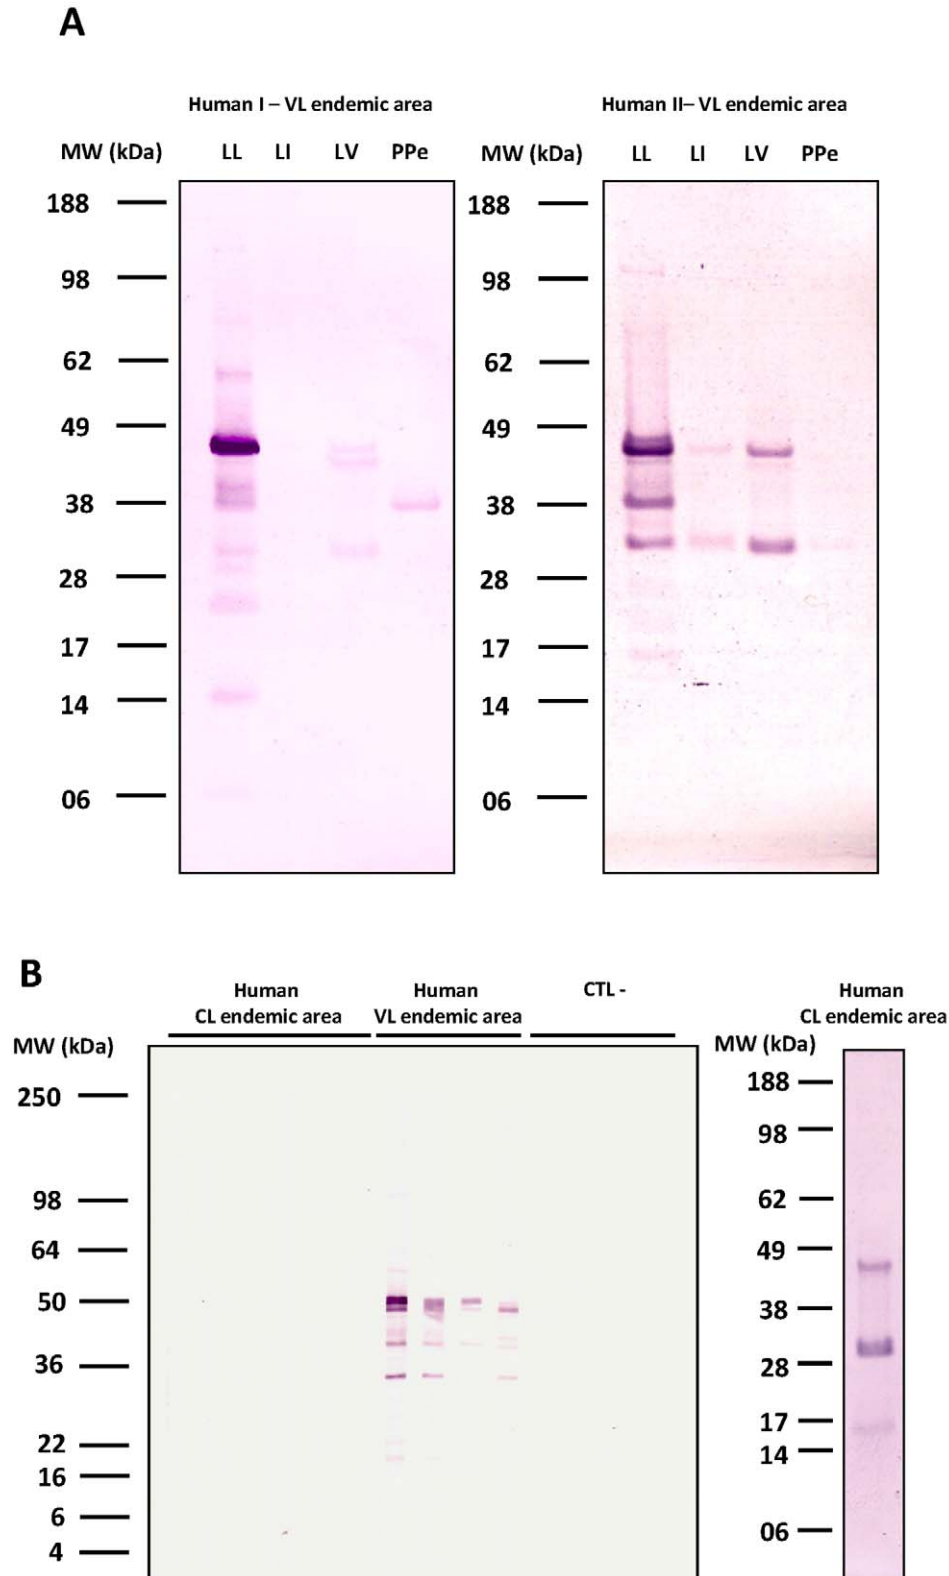 A
Human I – VL endemic area
MW (kDa) LL LI LV PPe
188
98
62
49
38
28
17
14
06
Human II– VL endemic area
MW (kDa) LL LI LV PPe
188
98
62
49
38
28
17
14
06
B
Human
CL endemic area
Human
VL endemic area
CTL -
MW (kDa)
250
98
64
50
36
22
16
6
4
Human
CL endemic area
MW (kDa)
188
98
62
49
38
28
17
14
06